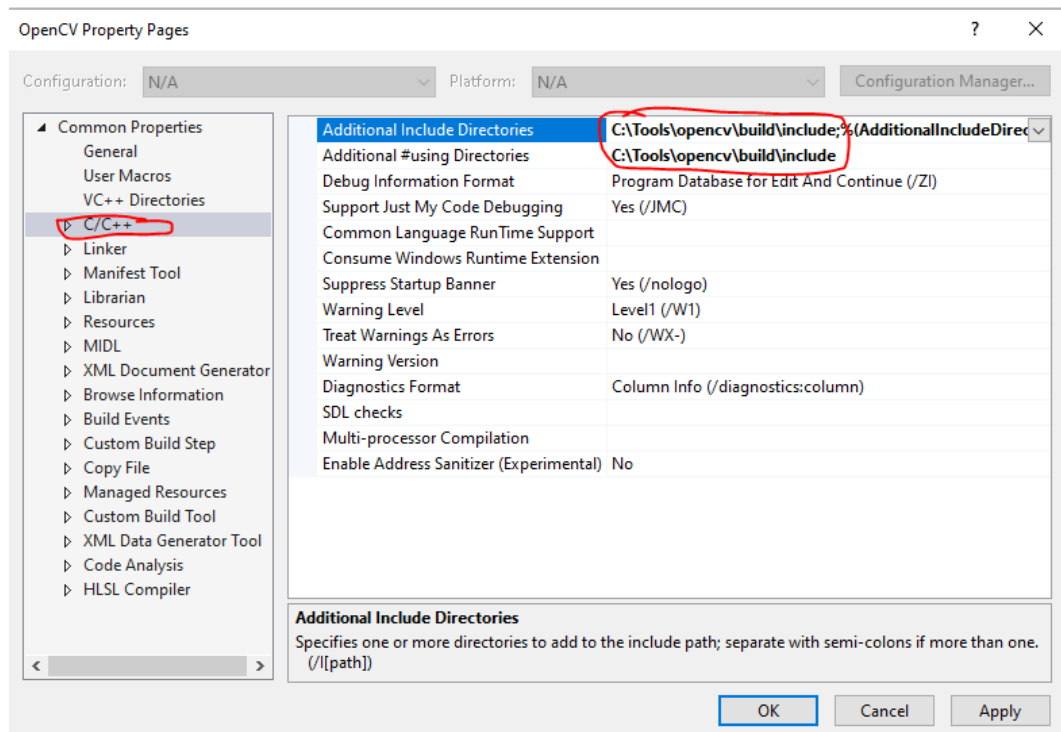 OpenCV Property Pages ? ×
Configuration: N/A Platform: N/A Configuration Manager...
Common Properties
General
User Macros
VC++ Directories
C/C++
Linker
Manifest Tool
Librarian
Resources
MIDL
XML Document Generator
Browse Information
Build Events
Custom Build Step
Copy File
Managed Resources
Custom Build Tool
XML Data Generator Tool
Code Analysis
HLSL Compiler
Additional Include Directories C:\Tools\opencv\build\include;%(AdditionalIncludeDirec
Additional #using Directories C:\Tools\opencv\build\include
Debug Information Format Program Database for Edit And Continue (/ZI)
Support Just My Code Debugging Yes (/JMC)
Common Language RunTime Support
Consume Windows Runtime Extension
Suppress Startup Banner Yes (/nologo)
Warning Level Level1 (/W1)
Treat Warnings As Errors No (/WX-)
Warning Version
Diagnostics Format Column Info (/diagnostics:column)
SDL checks
Multi-processor Compilation
Enable Address Sanitizer (Experimental) No
Additional Include Directories
Specifies one or more directories to add to the include path; separate with semi-colons if more than one.
(/I[path])
OK Cancel Apply